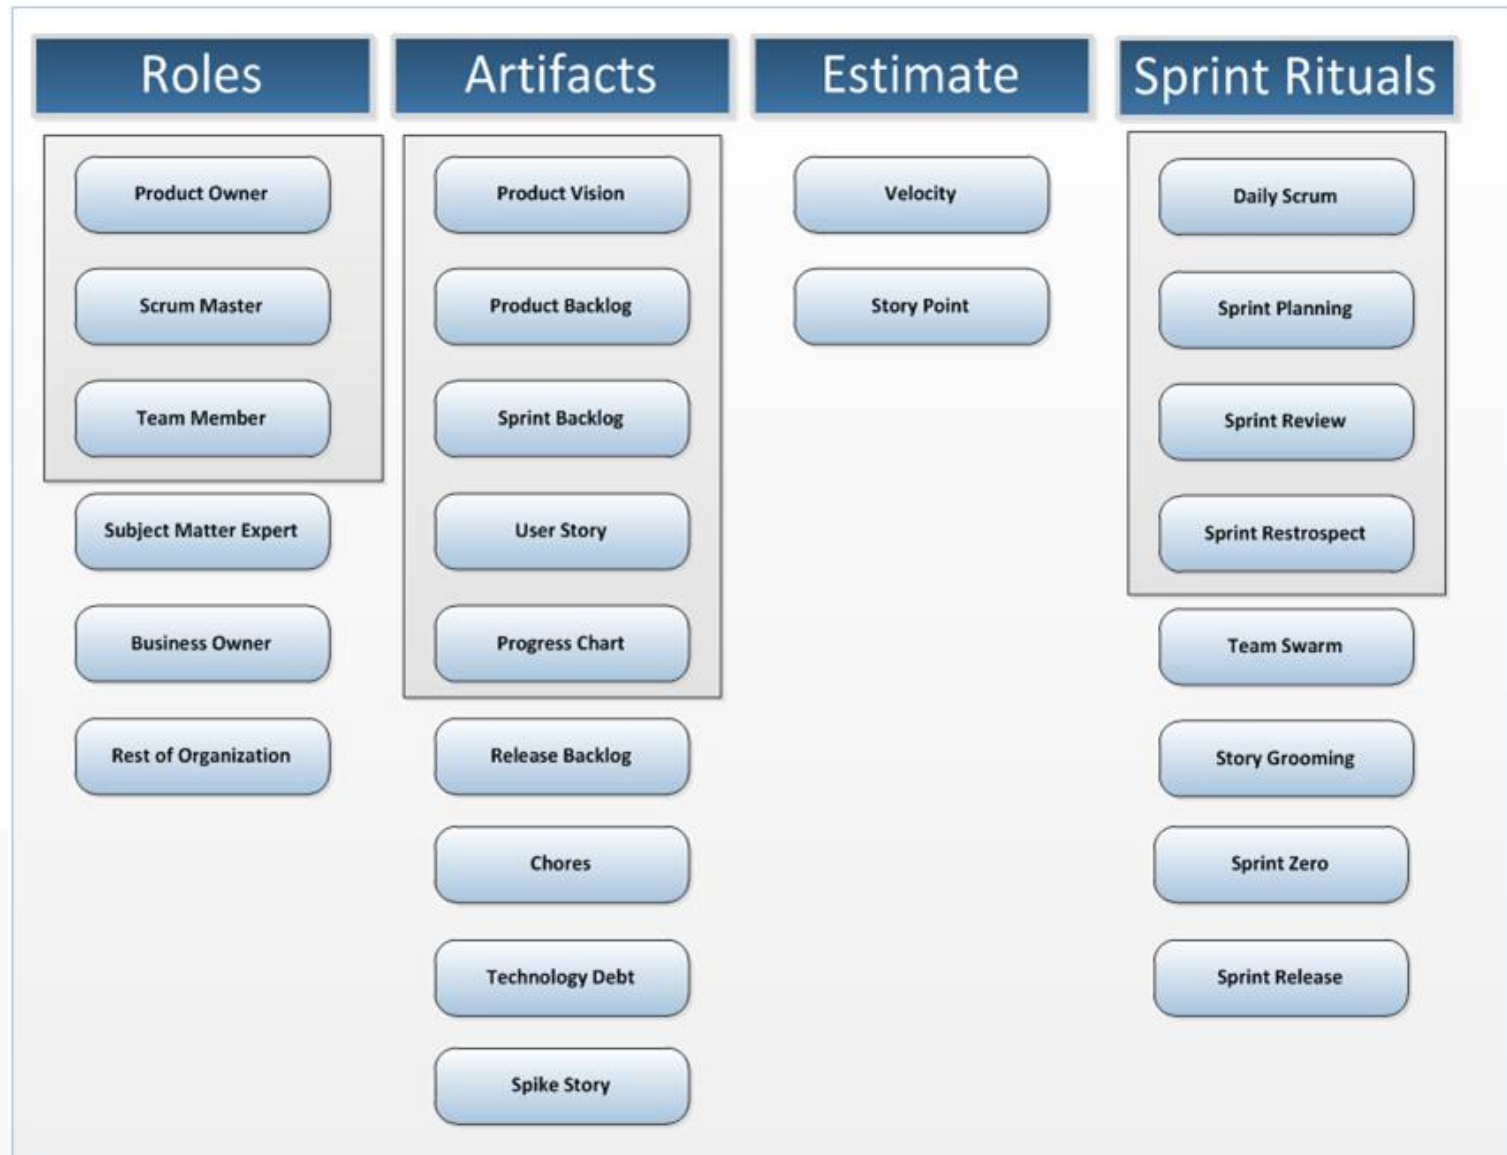 Roles
Product Owner
Scrum Master
Team Member
Subject Matter Expert
Business Owner
Rest of Organization
Artifacts
Product Vision
Product Backlog
Sprint Backlog
User Story
Progress Chart
Release Backlog
Chores
Technology Debt
Spike Story
Estimate
Velocity
Story Point
Sprint Rituals
Daily Scrum
Sprint Planning
Sprint Review
Sprint Restrospect
Team Swarm
Story Grooming
Sprint Zero
Sprint Release